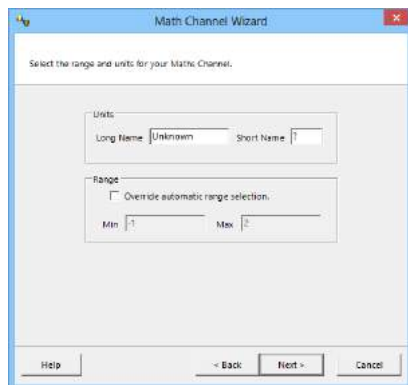 Math Channel Wizard
Select the range and units for your Maths Channel.
Units
Long Name Unknown Short Name ?
Range
Override automatic range selection.
Min -1 Max 2
Help < Back Next > Cancel